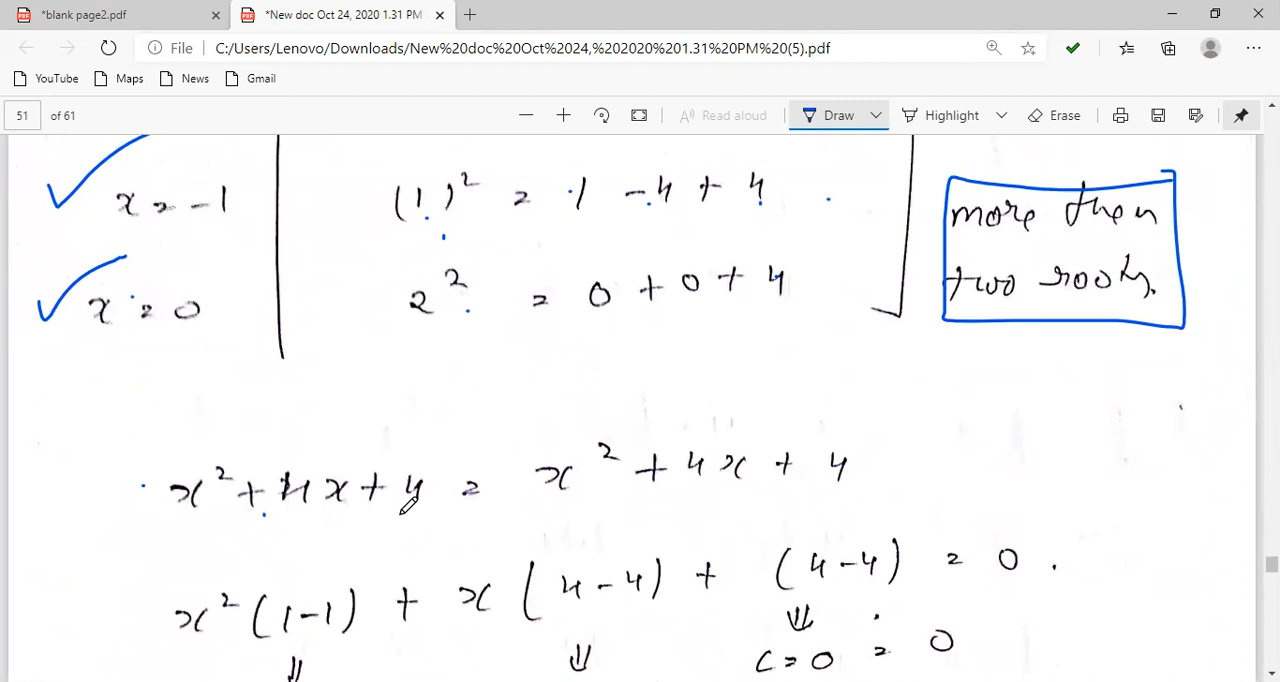 *blank page2.pdf
*New doc Oct 24, 2020 1.31 PM
File C:/Users/Lenovo/Downloads/New%20doc%20Oct%2024,%202020%201.31%20PM%20(5).pdf
YouTube Maps News Gmail
51 of 61 Read aloud Draw Highlight Erase
x = -1 (1)² = 1 - 4 + 4
x = 0 2² = 0 + 0 + 4
more then
two roots.
x² + 4x + 4 = x² + 4x + 4
x² (1-1) + x (4-4) + (4-4) = 0.
c = 0 = 0